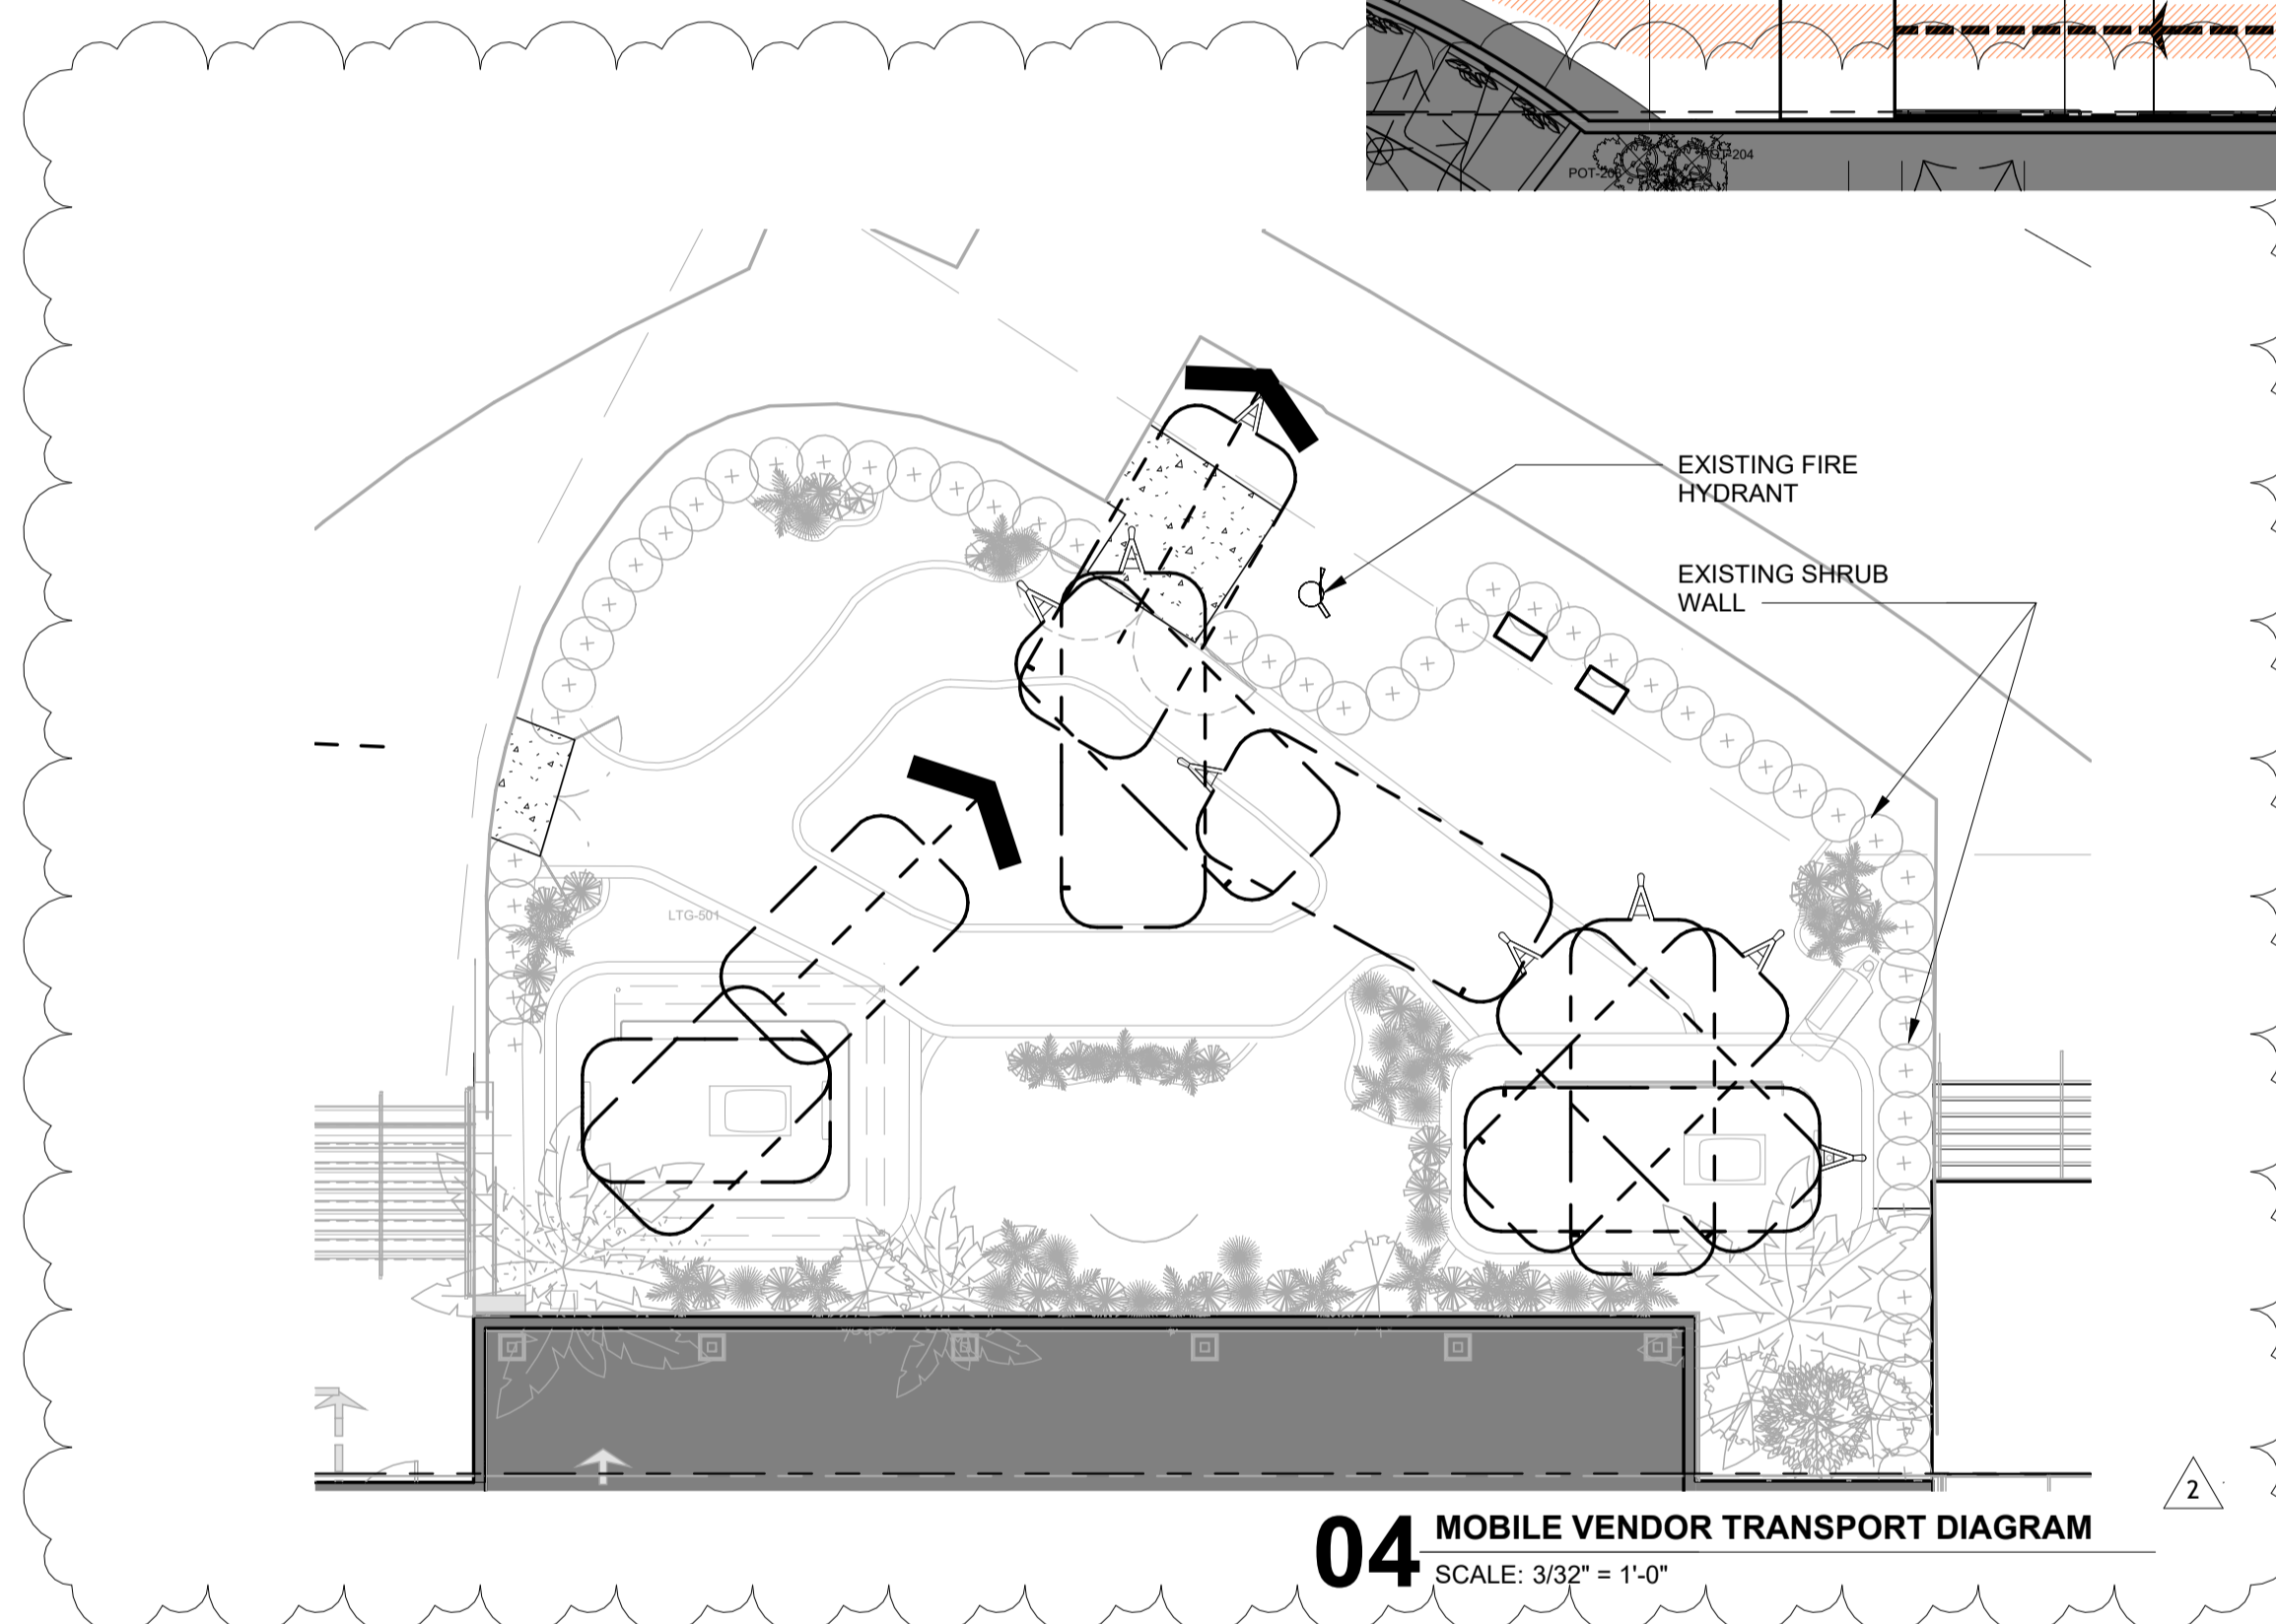 POT-204
EXISTING FIRE
HYDRANT
EXISTING SHRUB
WALL
LTG-501
2
04
MOBILE VENDOR TRANSPORT DIAGRAM
SCALE: 3/32" = 1'-0"